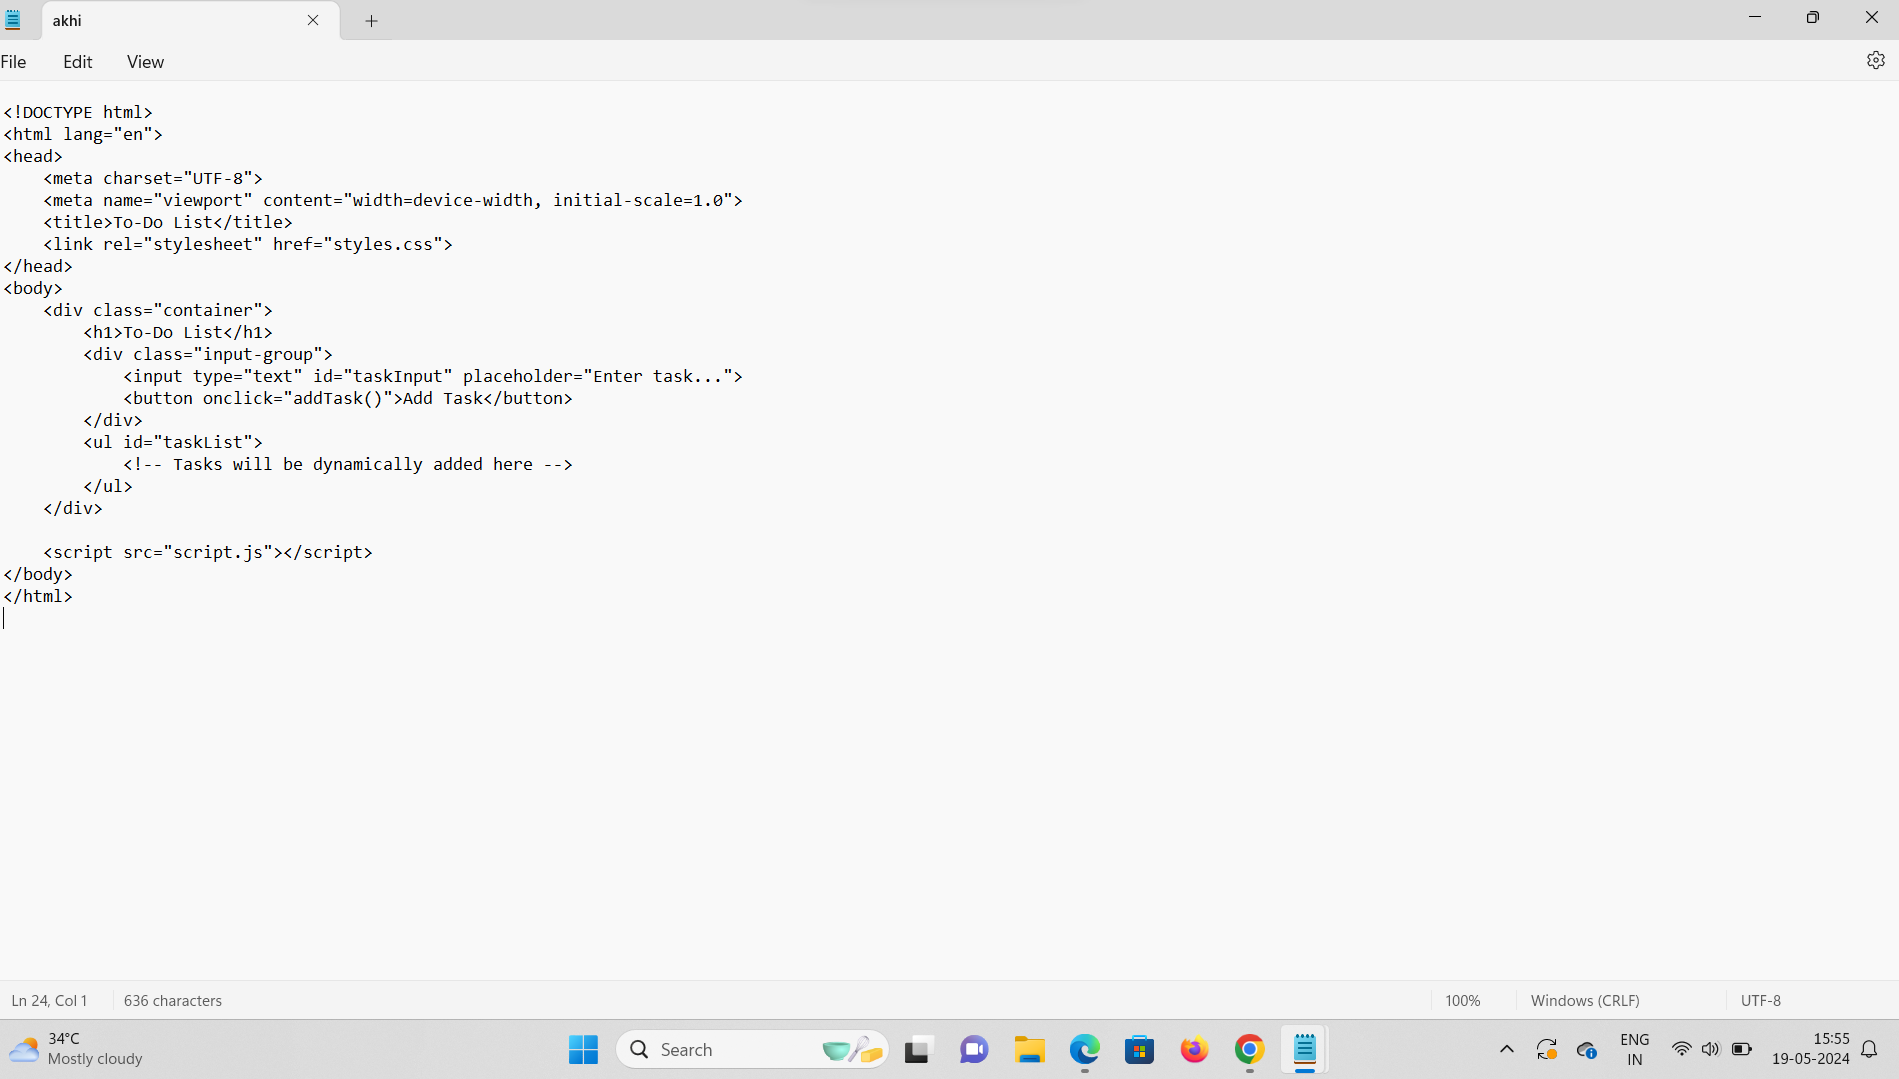 akhi
File Edit View
<!DOCTYPE html>
<html lang="en">
<head>
    <meta charset="UTF-8">
    <meta name="viewport" content="width=device-width, initial-scale=1.0">
    <title>To-Do List</title>
    <link rel="stylesheet" href="styles.css">
</head>
<body>
    <div class="container">
        <h1>To-Do List</h1>
        <div class="input-group">
            <input type="text" id="taskInput" placeholder="Enter task...">
            <button onclick="addTask()">Add Task</button>
        </div>
        <ul id="taskList">
            <!-- Tasks will be dynamically added here -->
        </ul>
    </div>

    <script src="script.js"></script>
</body>
</html>
Ln 24, Col 1 636 characters 100% Windows (CRLF) UTF-8
34°C
Mostly cloudy
Search
ENG
IN
15:55
19-05-2024